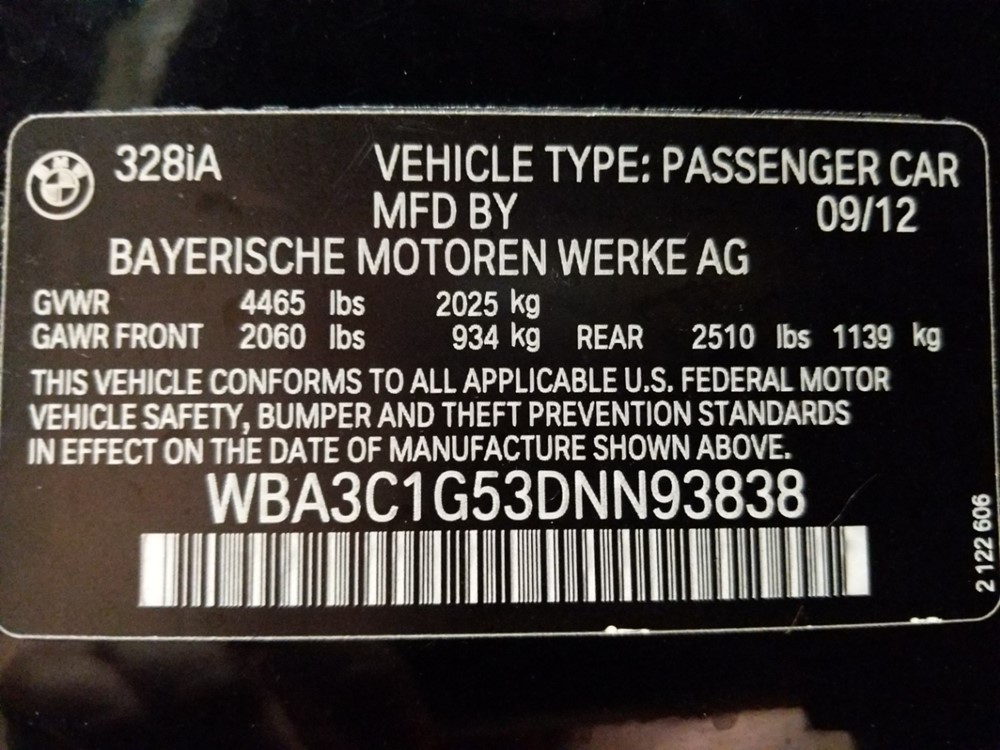 328iA VEHICLE TYPE: PASSENGER CAR
MFD BY 09/12
BAYERISCHE MOTOREN WERKE AG
GVWR 4465 lbs 2025 kg
GAWR FRONT 2060 lbs 934 kg REAR 2510 lbs 1139 kg
THIS VEHICLE CONFORMS TO ALL APPLICABLE U.S. FEDERAL MOTOR
VEHICLE SAFETY, BUMPER AND THEFT PREVENTION STANDARDS
IN EFFECT ON THE DATE OF MANUFACTURE SHOWN ABOVE.
WBA3C1G53DNN93838
2 122 606